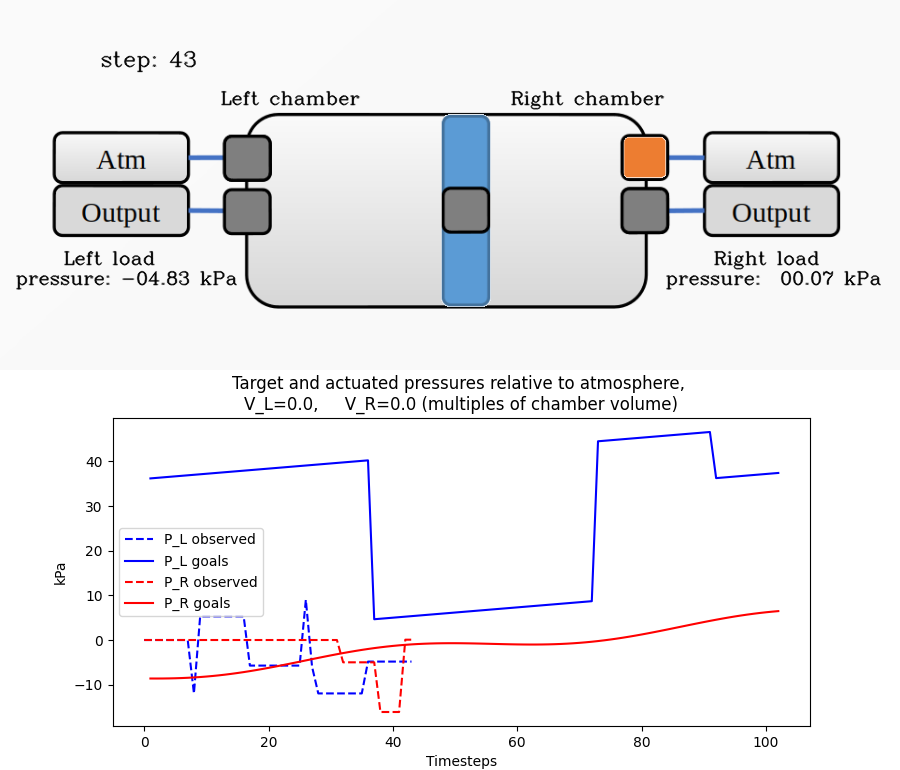 step: 43
Left chamber
Right chamber
Atm
Atm
Output
Output
Left load
pressure: -04.83 kPa
Right load
pressure: 00.07 kPa
Target and actuated pressures relative to atmosphere,
V_L=0.0, V_R=0.0 (multiples of chamber volume)
kPa
40
30
20
10
0
−10
P_L observed
P_L goals
P_R observed
P_R goals
0
20
40
60
80
100
Timesteps